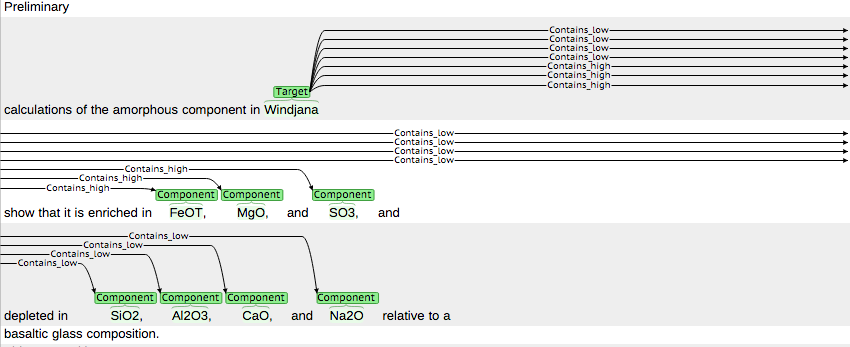 Preliminary
Contains_low
Contains_low
Contains_low
Contains_low
Contains_high
Contains_high
Contains_high
Target
calculations of the amorphous component in Windjana
Contains_low
Contains_low
Contains_low
Contains_low
Contains_high
Contains_high
Contains_high
Component Component Component
show that it is enriched in FeOT, MgO, and SO3, and
Contains_low
Contains_low
Contains_low
Contains_low
Component Component Component Component
depleted in SiO2, Al2O3, CaO, and Na2O relative to a
basaltic glass composition.